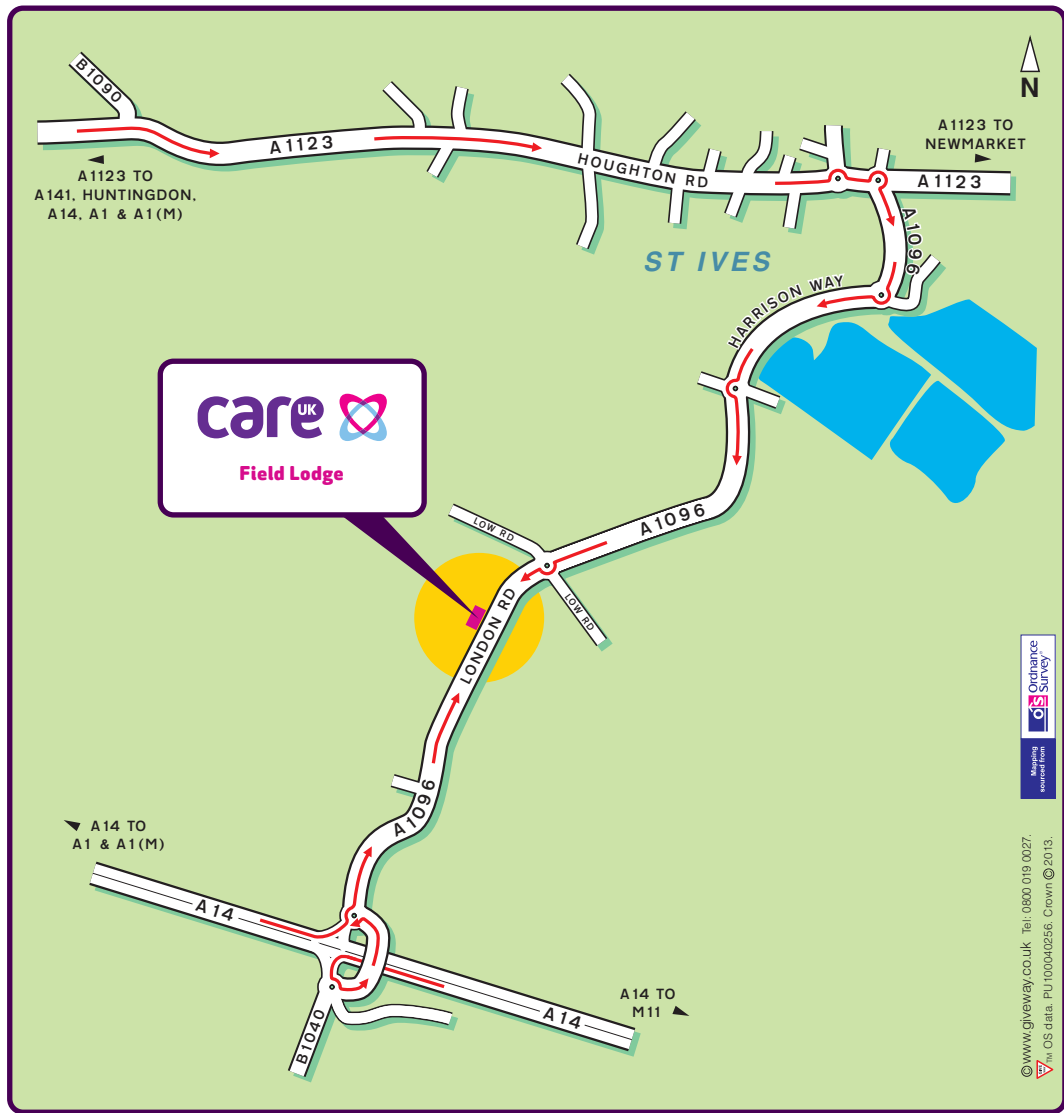 B1090
N
A1123
A1123 TO
NEWMARKET
HOUGHTON RD
A1123
A1123 TO
A141, HUNTINGDON,
A14, A1 & A1(M)
A1096
ST IVES
HARRISON WAY
care UK
Field Lodge
A1096
LOW RD
LOW RD
LONDON RD
Ordnance
Survey
Mapping
sourced from
A1096
A14 TO
A1 & A1(M)
A14
A14 TO
M11
A14
B1040
©www.giveway.co.uk Tel: 0800 019 0027.
™ OS data. PU100040256. Crown © 2013.